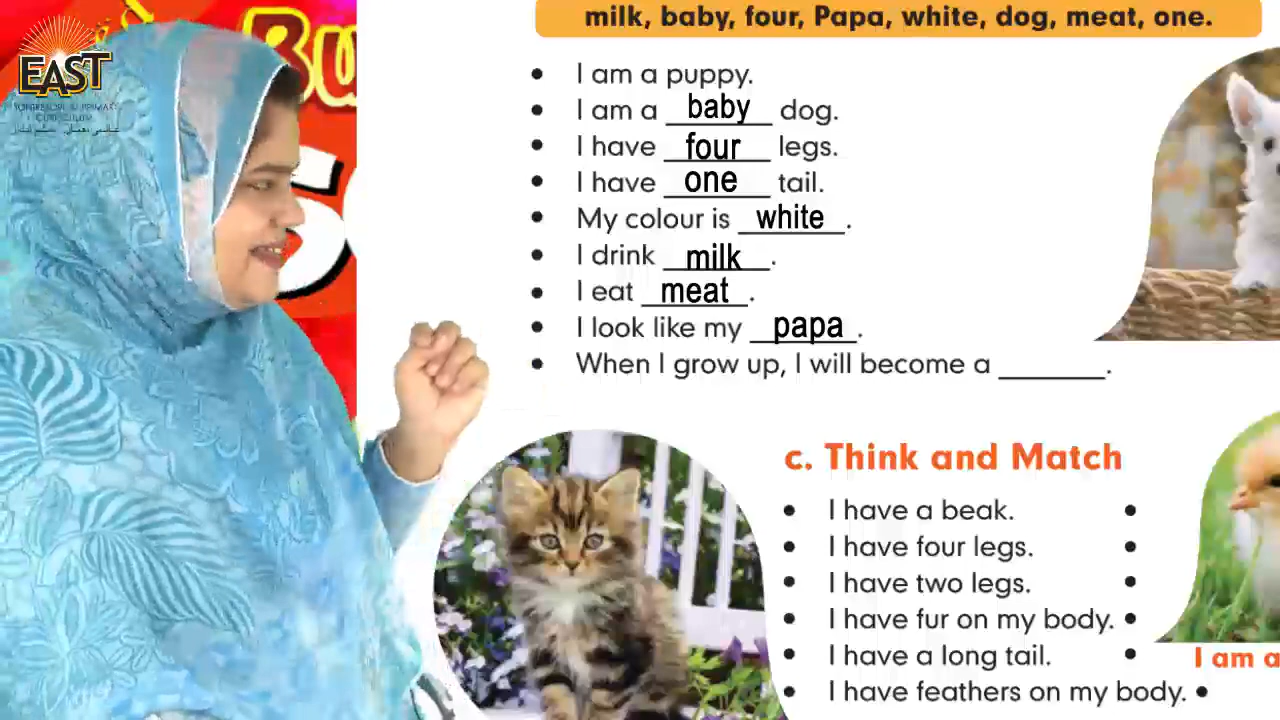 milk, baby, four, Papa, white, dog, meat, one.
EAST
Bu
• I am a puppy.
• I am a baby dog.
• I have four legs.
• I have one tail.
• My colour is white.
• I drink milk.
• I eat meat.
• I look like my papa.
• When I grow up, I will become a _______.
c. Think and Match
• I have a beak. •
• I have four legs. •
• I have two legs. •
• I have fur on my body. •
• I have a long tail. •
• I have feathers on my body. •
I am a